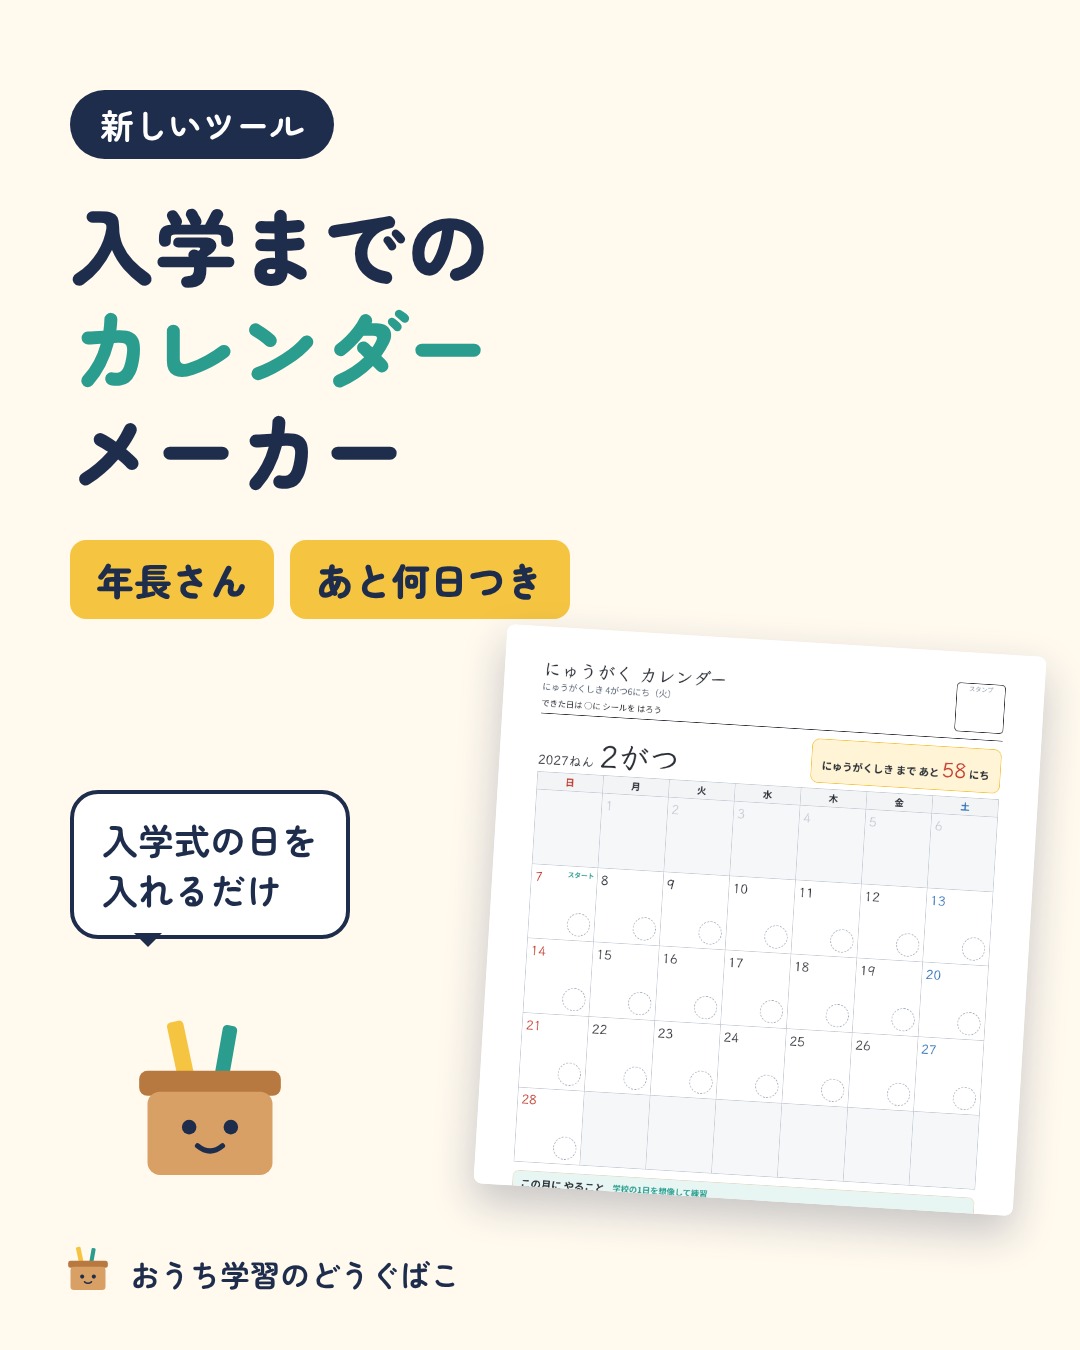 新しいツール
入学までの
カレンダー
メーカー
年長さん
あと何日つき
にゅうがく カレンダー
にゅうがくしき 4がつ6にち（火）
できた日は ○に シールを はろう
スタンプ
2027ねん 2がつ
にゅうがくしき まで あと 58 にち
日 月 火 水 木 金 土
1 2 3 4 5 6
7 スタート 8 9 10 11 12 13
14 15 16 17 18 19 20
21 22 23 24 25 26 27
28
この月に やること 学校の1日を想像して練習
入学式の日を
入れるだけ
おうち学習のどうぐばこ